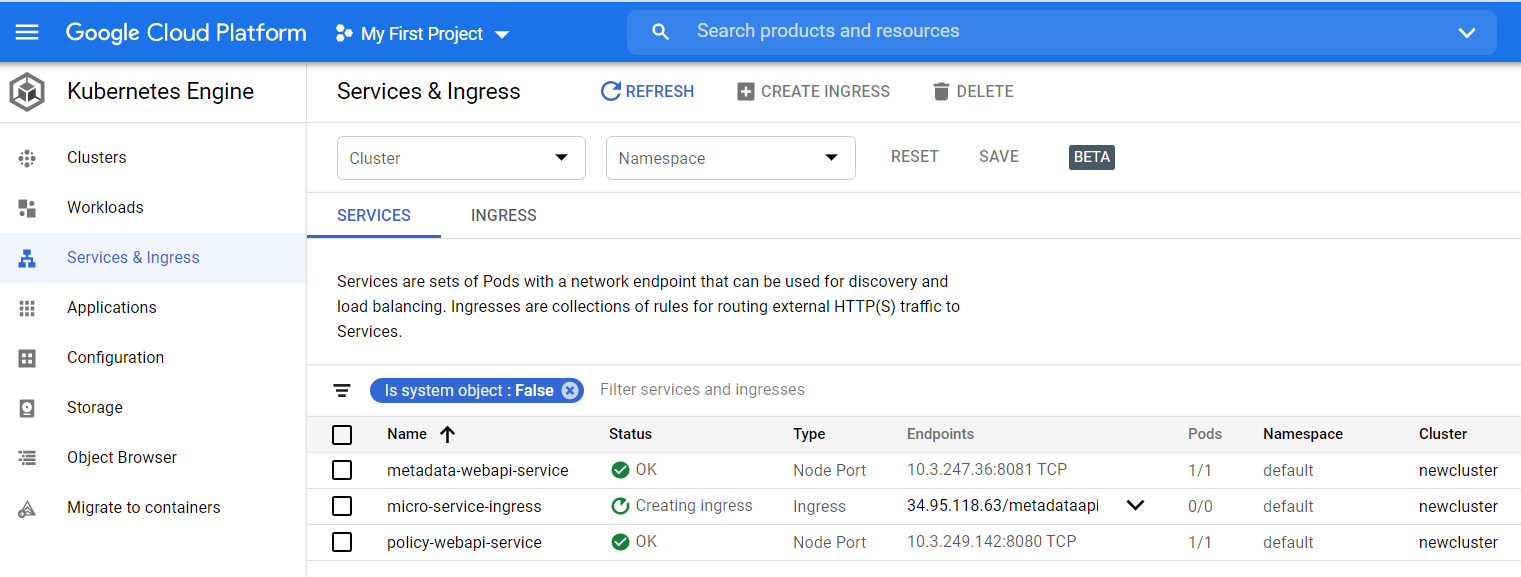 Google Cloud Platform My First Project Search products and resources
Kubernetes Engine Services & Ingress REFRESH CREATE INGRESS DELETE
Clusters
Workloads
Services & Ingress
Applications
Configuration
Storage
Object Browser
Migrate to containers
Cluster Namespace RESET SAVE BETA
SERVICES INGRESS
Services are sets of Pods with a network endpoint that can be used for discovery and
load balancing. Ingresses are collections of rules for routing external HTTP(S) traffic to
Services.
Is system object : False Filter services and ingresses
Name Status Type Endpoints Pods Namespace Cluster
metadata-webapi-service OK Node Port 10.3.247.36:8081 TCP 1/1 default newcluster
micro-service-ingress Creating ingress Ingress 34.95.118.63/metadataapi 0/0 default newcluster
policy-webapi-service OK Node Port 10.3.249.142:8080 TCP 1/1 default newcluster